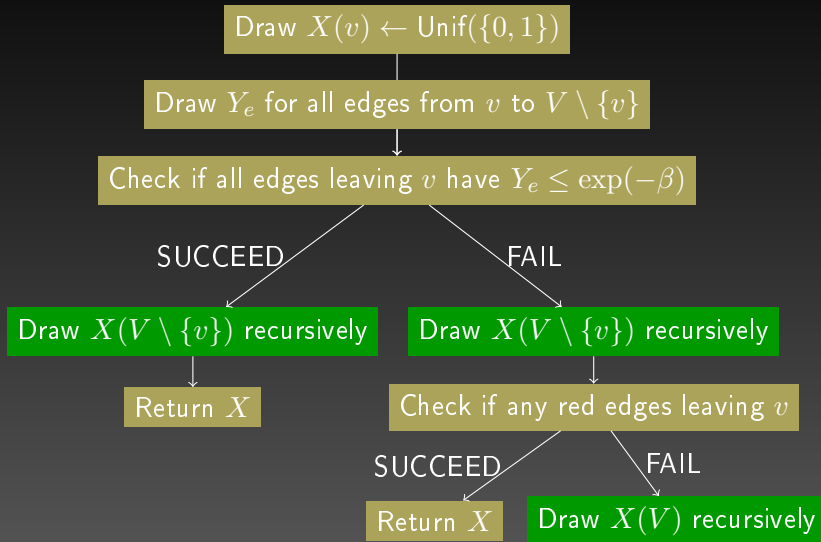 Draw X(v) ← Unif({0, 1})
Draw Y_e for all edges from v to V \ {v}
Check if all edges leaving v have Y_e ≤ exp(−β)
SUCCEED
FAIL
Draw X(V \ {v}) recursively
Draw X(V \ {v}) recursively
Return X
Check if any red edges leaving v
SUCCEED
FAIL
Return X
Draw X(V) recursively